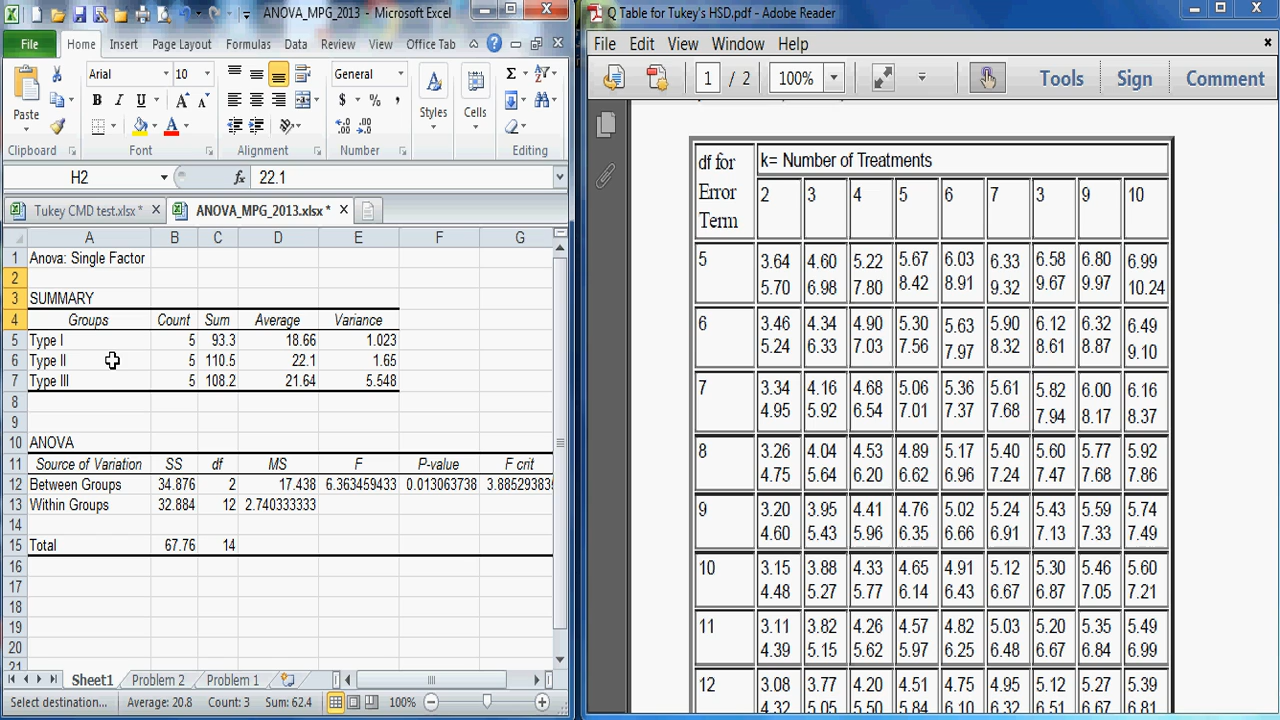 ANOVA_MPG_2013 - Microsoft Excel
File Home Insert Page Layout Formulas Data Review View Office Tab
Paste
Arial 10
B I U A A
General
$ % ,
Styles
Cells
Clipboard Font Alignment Number Editing
H2 fx 22.1
Tukey CMD test.xlsx * ANOVA_MPG_2013.xlsx *
A B C D E F G
1 Anova: Single Factor
2
3 SUMMARY
4 Groups Count Sum Average Variance
5 Type I 5 93.3 18.66 1.023
6 Type II 5 110.5 22.1 1.65
7 Type III 5 108.2 21.64 5.548
8
9
10 ANOVA
11 Source of Variation SS df MS F P-value F crit
12 Between Groups 34.876 2 17.438 6.363459433 0.013063738 3.885293835
13 Within Groups 32.884 12 2.740333333
14
15 Total 67.76 14
16
17
18
19
20
21
Sheet1 Problem 2 Problem 1
Select destination... Average: 20.8 Count: 3 Sum: 62.4 100%
Q Table for Tukey's HSD.pdf - Adobe Reader
File Edit View Window Help
1 / 2 100% Tools Sign Comment
df for Error Term
k= Number of Treatments
2 3 4 5 6 7 3 9 10
5 3.64 4.60 5.22 5.67 6.03 6.33 6.58 6.80 6.99
5.70 6.98 7.80 8.42 8.91 9.32 9.67 9.97 10.24
6 3.46 4.34 4.90 5.30 5.63 5.90 6.12 6.32 6.49
5.24 6.33 7.03 7.56 7.97 8.32 8.61 8.87 9.10
7 3.34 4.16 4.68 5.06 5.36 5.61 5.82 6.00 6.16
4.95 5.92 6.54 7.01 7.37 7.68 7.94 8.17 8.37
8 3.26 4.04 4.53 4.89 5.17 5.40 5.60 5.77 5.92
4.75 5.64 6.20 6.62 6.96 7.24 7.47 7.68 7.86
9 3.20 3.95 4.41 4.76 5.02 5.24 5.43 5.59 5.74
4.60 5.43 5.96 6.35 6.66 6.91 7.13 7.33 7.49
10 3.15 3.88 4.33 4.65 4.91 5.12 5.30 5.46 5.60
4.48 5.27 5.77 6.14 6.43 6.67 6.87 7.05 7.21
11 3.11 3.82 4.26 4.57 4.82 5.03 5.20 5.35 5.49
4.39 5.15 5.62 5.97 6.25 6.48 6.67 6.84 6.99
12 3.08 3.77 4.20 4.51 4.75 4.95 5.12 5.27 5.39
4.32 5.05 5.50 5.84 6.10 6.32 6.51 6.67 6.81